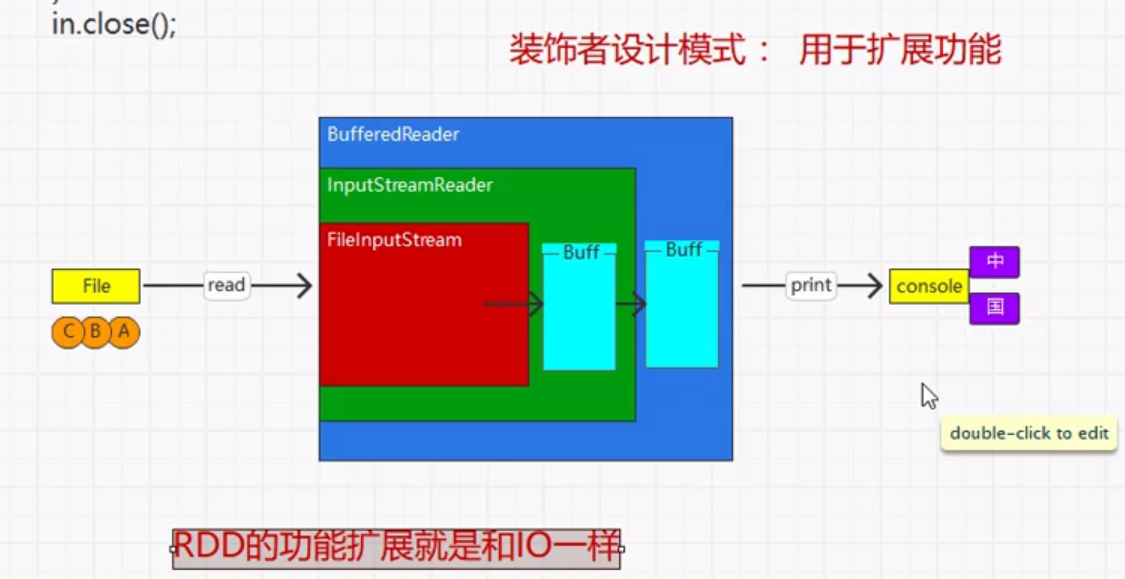 in.close();
装饰者设计模式： 用于扩展功能
BufferedReader
InputStreamReader
FileInputStream
Buff
Buff
File
read
print
console
中
国
C B A
double-click to edit
RDD的功能扩展就是和IO一样